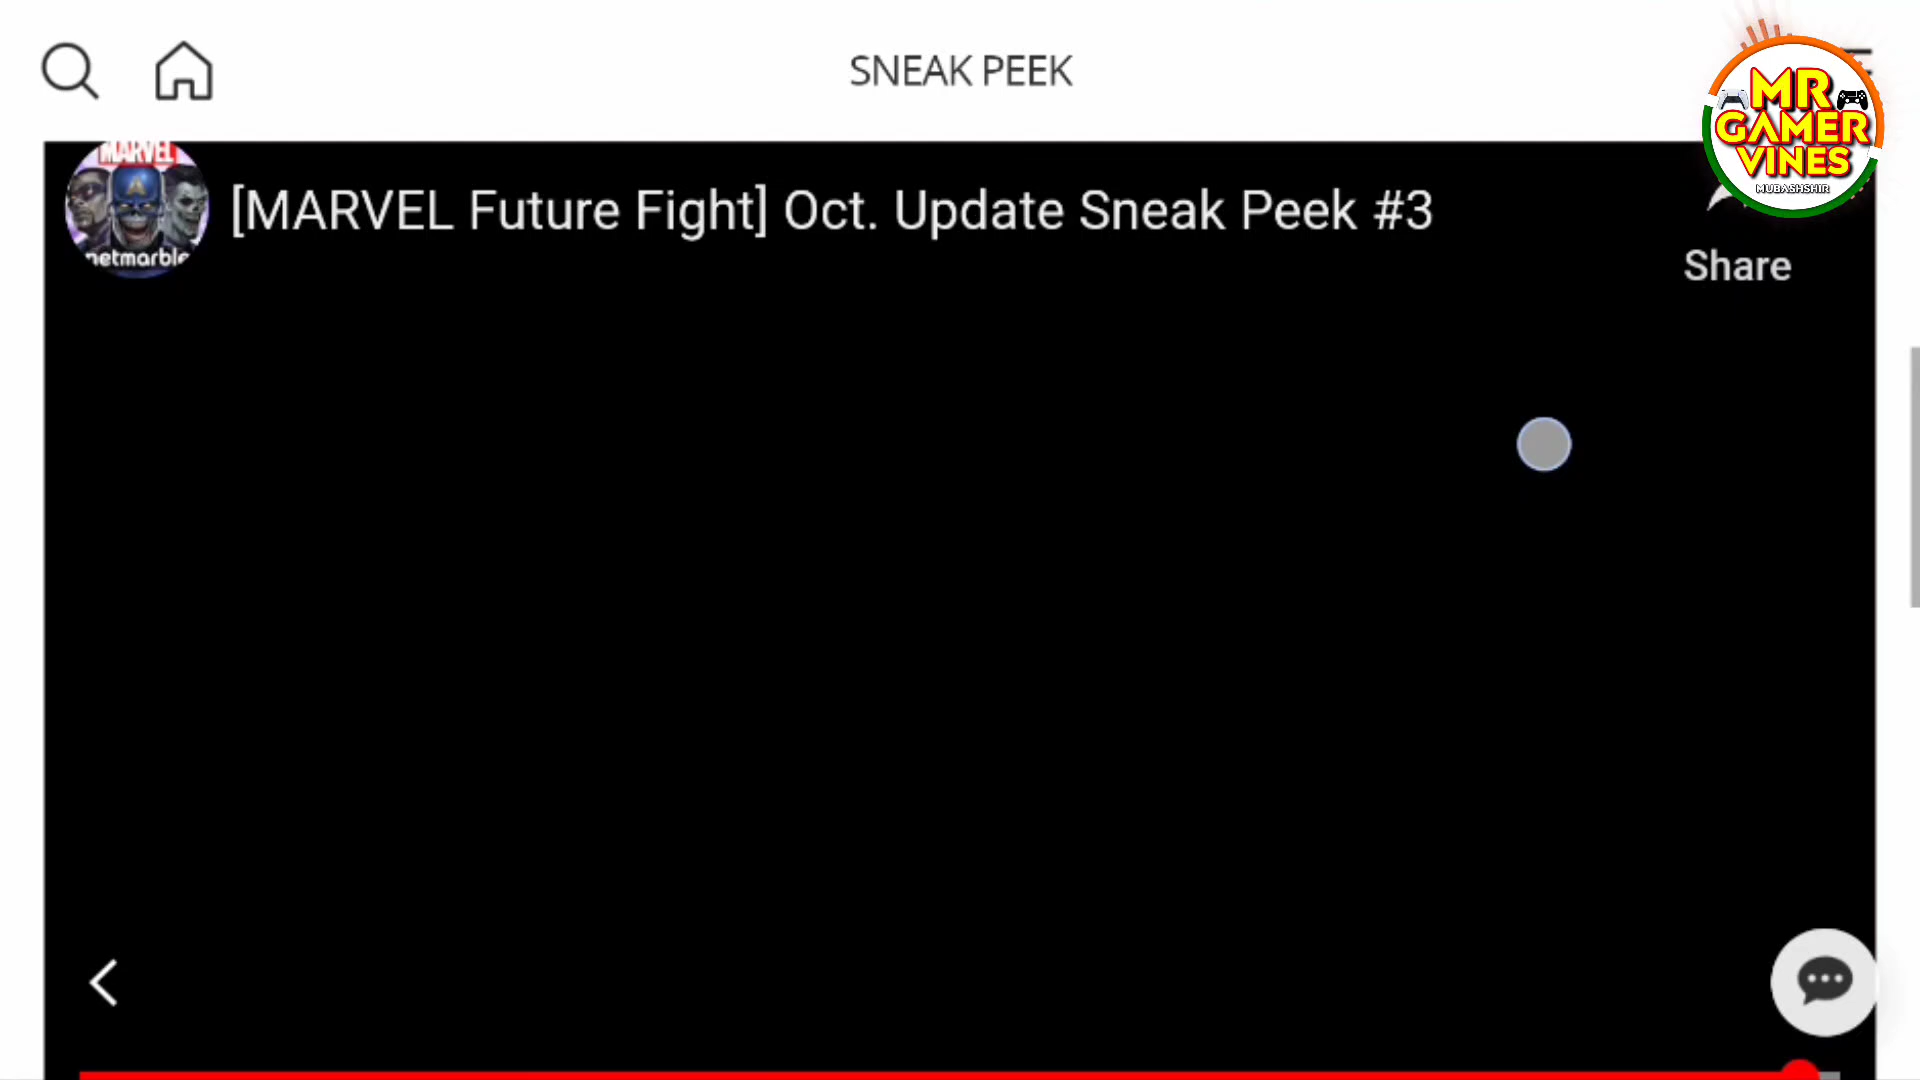 SNEAK PEEK
MR
GAMER
VINES
MUBASHSHIR
MARVEL
netmarble
[MARVEL Future Fight] Oct. Update Sneak Peek #3
Share